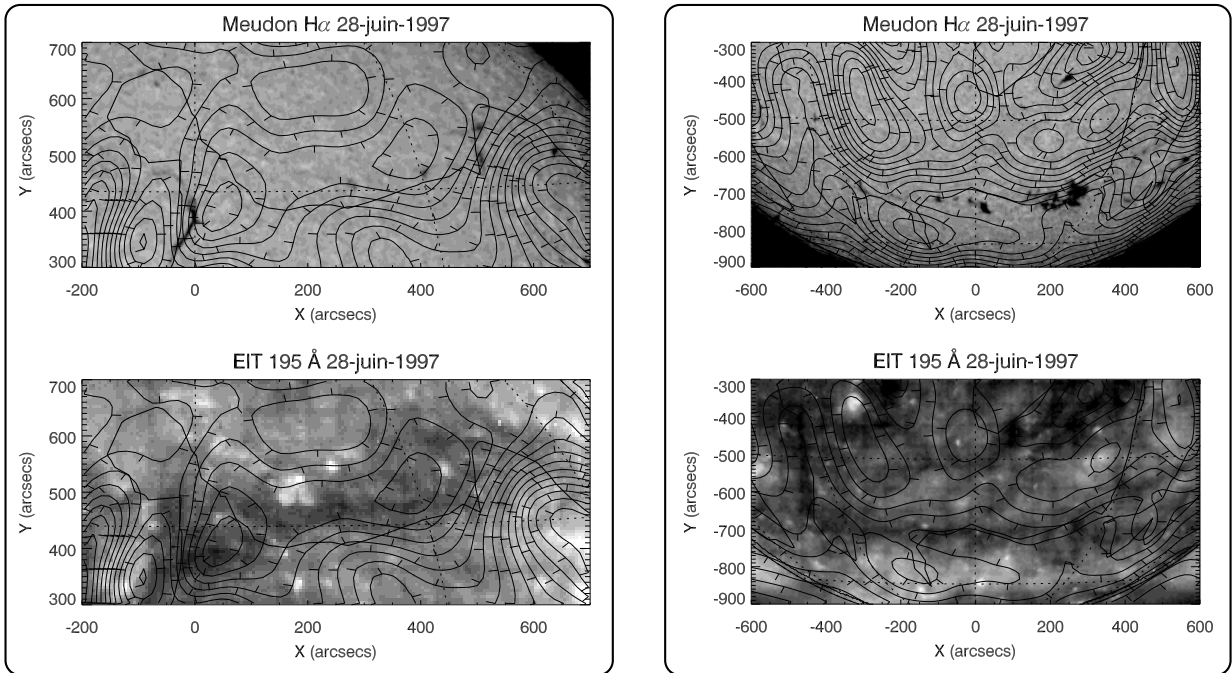 Meudon Hα 28-juin-1997
Y (arcsecs)
700
600
500
400
300
-200 0 200 400 600
X (arcsecs)
EIT 195 Å 28-juin-1997
Y (arcsecs)
700
600
500
400
300
-200 0 200 400 600
X (arcsecs)
Meudon Hα 28-juin-1997
Y (arcsecs)
-300
-400
-500
-600
-700
-800
-900
-600 -400 -200 0 200 400 600
X (arcsecs)
EIT 195 Å 28-juin-1997
Y (arcsecs)
-300
-400
-500
-600
-700
-800
-900
-600 -400 -200 0 200 400 600
X (arcsecs)